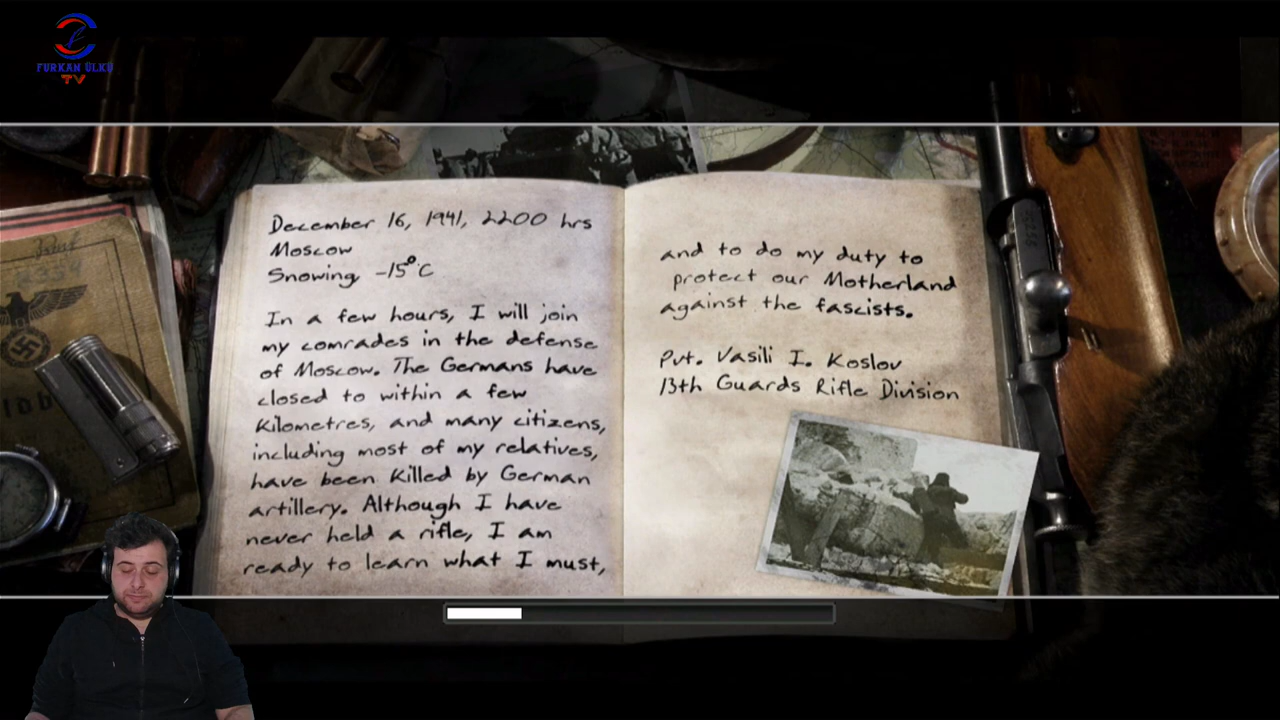 FURKAN ÜLKÜ
TV
December 16, 1941, 2200 hrs
Moscow
Snowing, -15°C
In a few hours, I will join
my comrades in the defense
of Moscow. The Germans have
closed to within a few
kilometres, and many citizens,
including most of my relatives,
have been killed by German
artillery. Although I have
never held a rifle, I am
ready to learn what I must,
and to do my duty to
protect our Motherland
against the fascists.
Pvt. Vasili I. Koslov
13th Guards Rifle Division